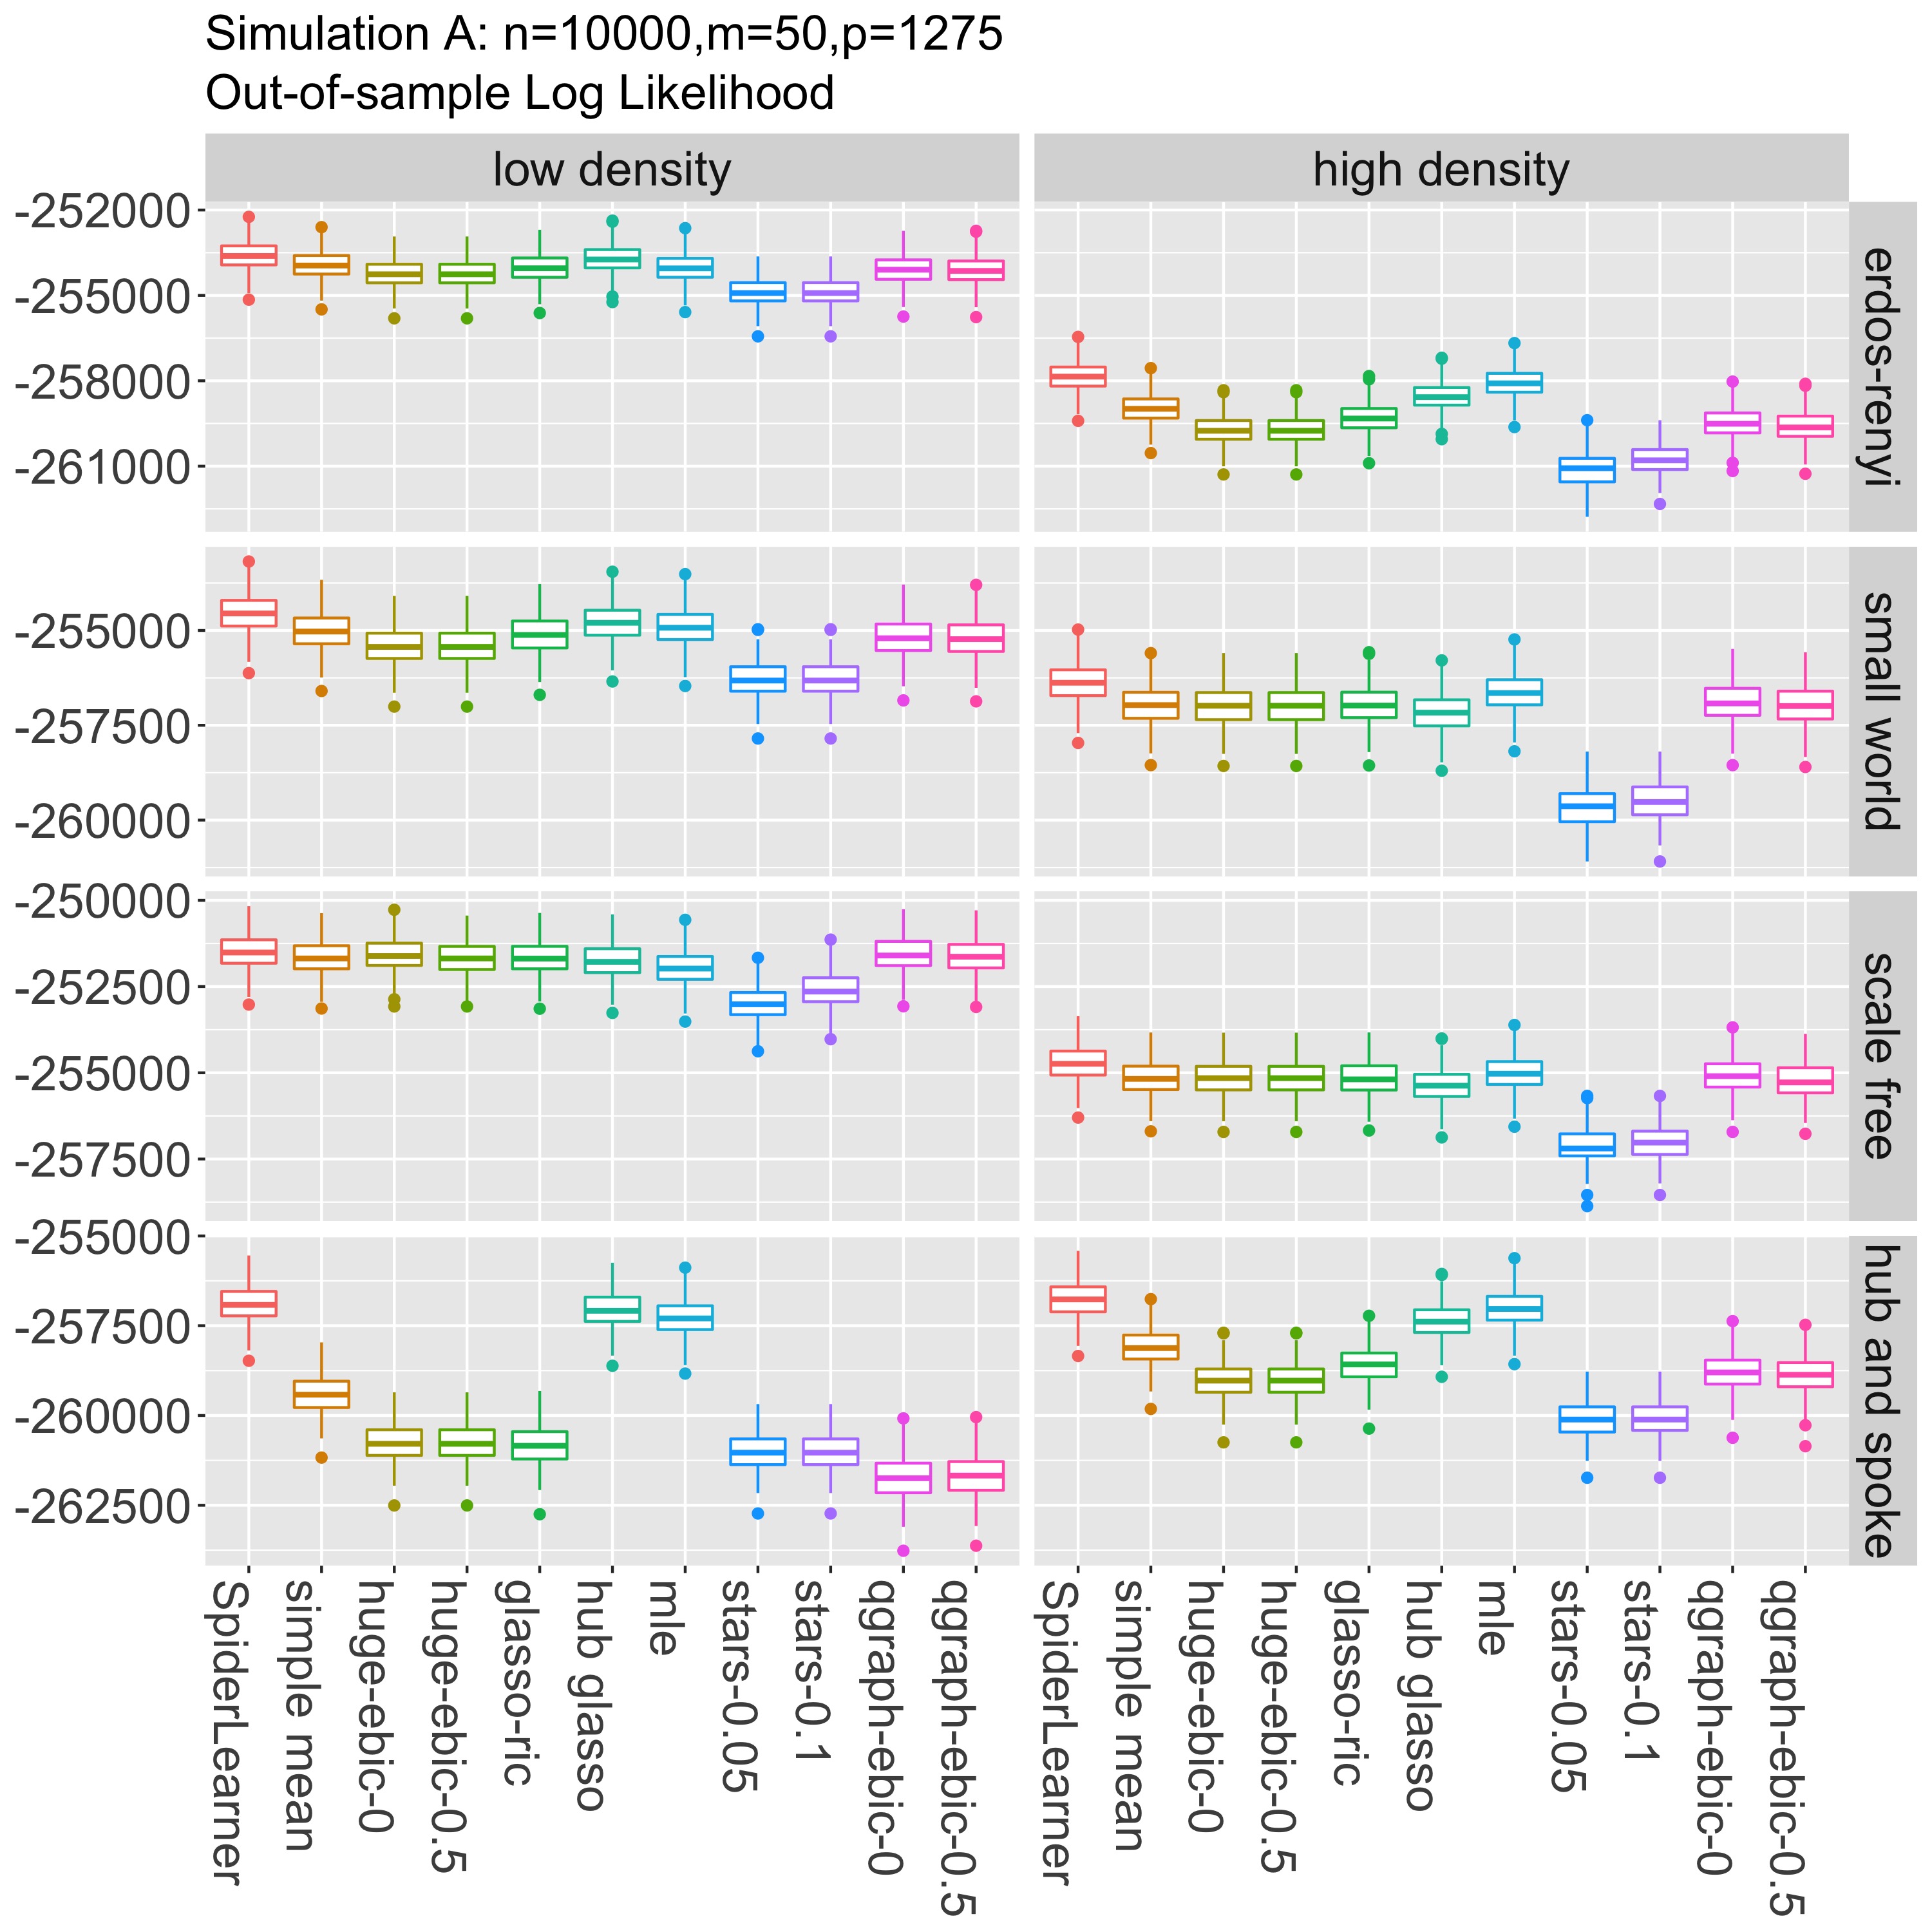 Simulation A: n=10000,m=50,p=1275
Out-of-sample Log Likelihood
low density
high density
-252000
-255000
-258000
-261000
erdos-renyi
-255000
-257500
-260000
small world
-250000
-252500
-255000
-257500
scale free
-255000
-257500
-260000
-262500
hub and spoke
SpiderLearner
simple mean
huge-ebic-0
huge-ebic-0.5
glasso-ric
hub glasso
mle
stars-0.05
stars-0.1
qgraph-ebic-0
qgraph-ebic-0.5
SpiderLearner
simple mean
huge-ebic-0
huge-ebic-0.5
glasso-ric
hub glasso
mle
stars-0.05
stars-0.1
qgraph-ebic-0
qgraph-ebic-0.5